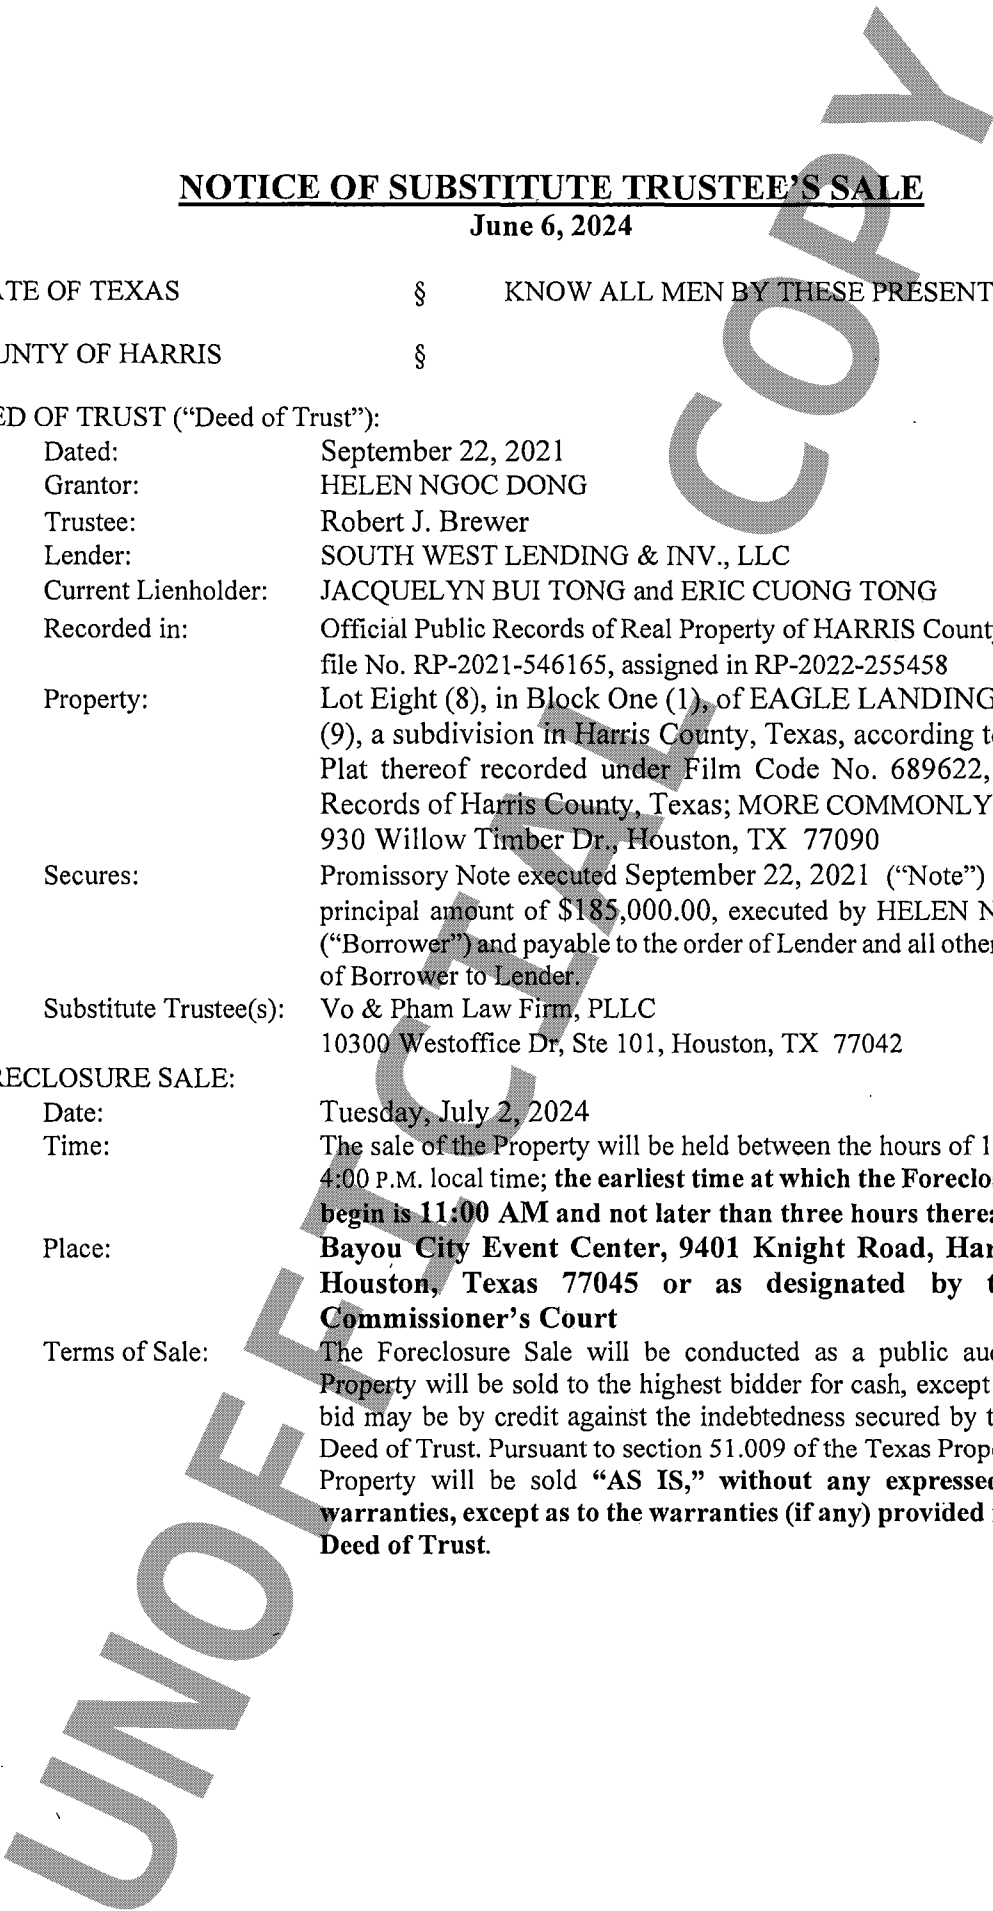 NOTICE OF SUBSTITUTE TRUSTEE'S SALE
June 6, 2024
ATE OF TEXAS § KNOW ALL MEN BY THESE PRESENT
UNTY OF HARRIS §
ED OF TRUST (“Deed of Trust”):
Dated: September 22, 2021
Grantor: HELEN NGOC DONG
Trustee: Robert J. Brewer
Lender: SOUTH WEST LENDING & INV., LLC
Current Lienholder: JACQUELYN BUI TONG and ERIC CUONG TONG
Recorded in: Official Public Records of Real Property of HARRIS Count
file No. RP-2021-546165, assigned in RP-2022-255458
Property: Lot Eight (8), in Block One (1), of EAGLE LANDING
(9), a subdivision in Harris County, Texas, according t
Plat thereof recorded under Film Code No. 689622,
Records of Harris County, Texas; MORE COMMONLY
930 Willow Timber Dr., Houston, TX 77090
Secures: Promissory Note executed September 22, 2021 (“Note”)
principal amount of $185,000.00, executed by HELEN N
(“Borrower”) and payable to the order of Lender and all other
of Borrower to Lender.
Substitute Trustee(s): Vo & Pham Law Firm, PLLC
10300 Westoffice Dr, Ste 101, Houston, TX 77042
RECLOSURE SALE:
Date: Tuesday, July 2, 2024
Time: The sale of the Property will be held between the hours of 1
4:00 P.M. local time; the earliest time at which the Foreclo
begin is 11:00 AM and not later than three hours there
Place: Bayou City Event Center, 9401 Knight Road, Har
Houston, Texas 77045 or as designated by t
Commissioner's Court
Terms of Sale: The Foreclosure Sale will be conducted as a public auc
Property will be sold to the highest bidder for cash, except
bid may be by credit against the indebtedness secured by t
Deed of Trust. Pursuant to section 51.009 of the Texas Prop
Property will be sold “AS IS,” without any expressed
warranties, except as to the warranties (if any) provided
Deed of Trust.
UNOFFICIAL COPY